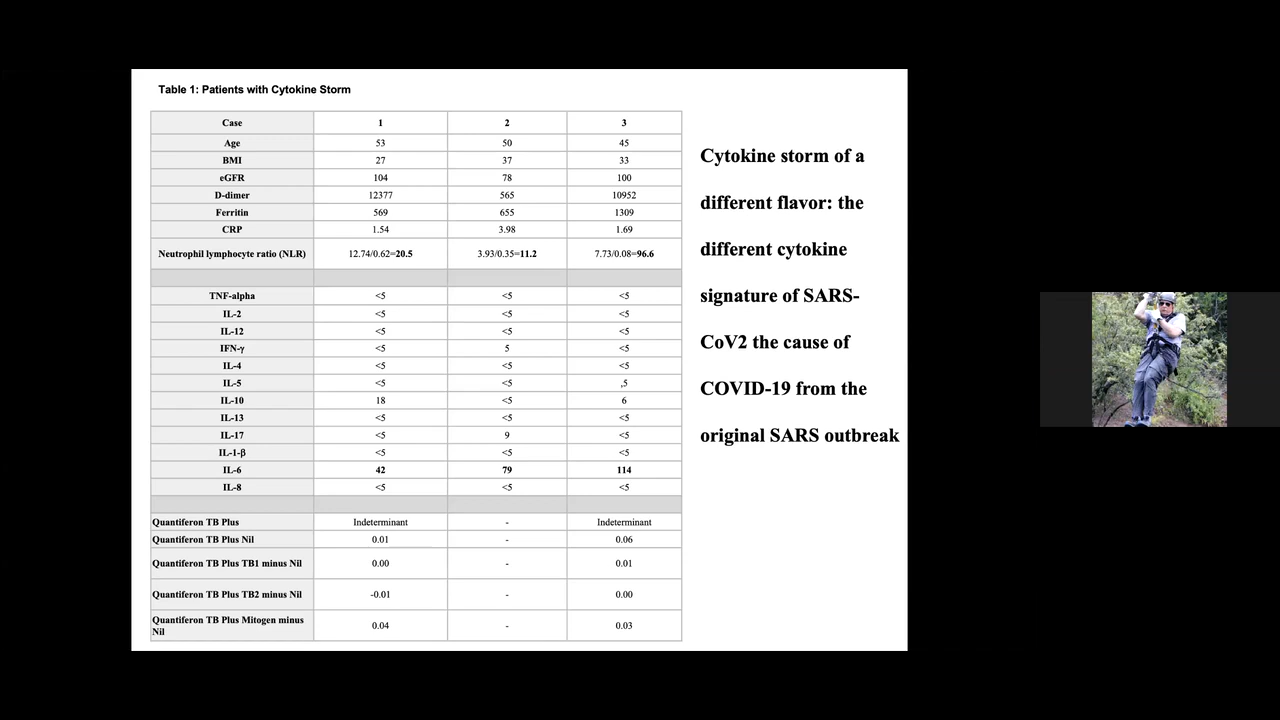 Table 1: Patients with Cytokine Storm
Case 1 2 3
Age 53 50 45
BMI 27 37 33
eGFR 104 78 100
D-dimer 12377 565 10952
Ferritin 569 655 1309
CRP 1.54 3.98 1.69
Neutrophil lymphocyte ratio (NLR) 12.74/0.62=20.5 3.93/0.35=11.2 7.73/0.08=96.6
TNF-alpha <5 <5 <5
IL-2 <5 <5 <5
IL-12 <5 <5 <5
IFN-γ <5 5 <5
IL-4 <5 <5 <5
IL-5 <5 <5 ,5
IL-10 18 <5 6
IL-13 <5 <5 <5
IL-17 <5 9 <5
IL-1-β <5 <5 <5
IL-6 42 79 114
IL-8 <5 <5 <5
Quantiferon TB Plus Indeterminant - Indeterminant
Quantiferon TB Plus Nil 0.01 - 0.06
Quantiferon TB Plus TB1 minus Nil 0.00 - 0.01
Quantiferon TB Plus TB2 minus Nil -0.01 - 0.00
Quantiferon TB Plus Mitogen minus
Nil 0.04 - 0.03
Cytokine storm of a
different flavor: the
different cytokine
signature of SARS-
CoV2 the cause of
COVID-19 from the
original SARS outbreak